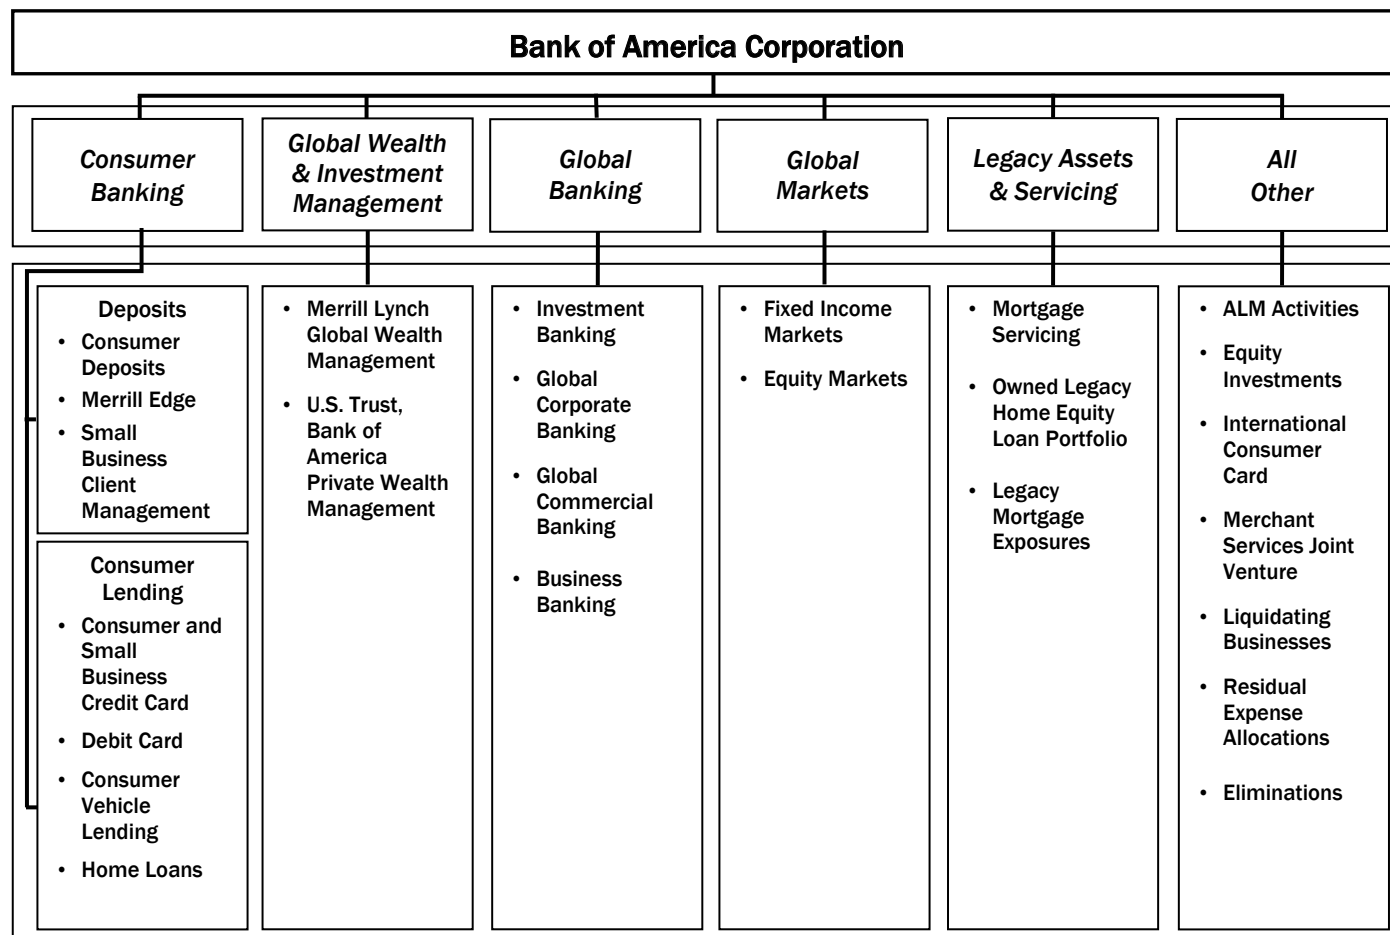 Bank of America Corporation
Consumer
Banking
Global Wealth
& Investment
Management
Global
Banking
Global
Markets
Legacy Assets
& Servicing
All
Other
Deposits
• Consumer
Deposits
• Merrill Edge
• Small
Business
Client
Management
Consumer
Lending
• Consumer and
Small
Business
Credit Card
• Debit Card
• Consumer
Vehicle
Lending
• Home Loans
• Merrill Lynch
Global Wealth
Management
• U.S. Trust,
Bank of
America
Private Wealth
Management
• Investment
Banking
• Global
Corporate
Banking
• Global
Commercial
Banking
• Business
Banking
• Fixed Income
Markets
• Equity Markets
• Mortgage
Servicing
• Owned Legacy
Home Equity
Loan Portfolio
• Legacy
Mortgage
Exposures
• ALM Activities
• Equity
Investments
• International
Consumer
Card
• Merchant
Services Joint
Venture
• Liquidating
Businesses
• Residual
Expense
Allocations
• Eliminations